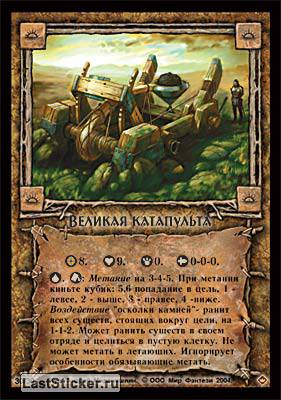 ВЕЛИКАЯ КАТАПУЛЬТА
8. 9. 0. 0-0-0.
Метание на 3-4-5. При метании
киньте кубик: 5,6 попадание в цель, 1 -
левее, 2 - выше, 3 - правее, 4 -ниже.
Воздействие "осколки камней"- ранит
всех существ, стоящих вокруг цели, на
1-1-2. Может ранить существ в своем
отряде и целиться в пустую клетку. Не
может метать в летающих. Игнорирует
особенности обязывающие метать.
© ООО Мир Фэнтези 2004.
LastSticker.ru